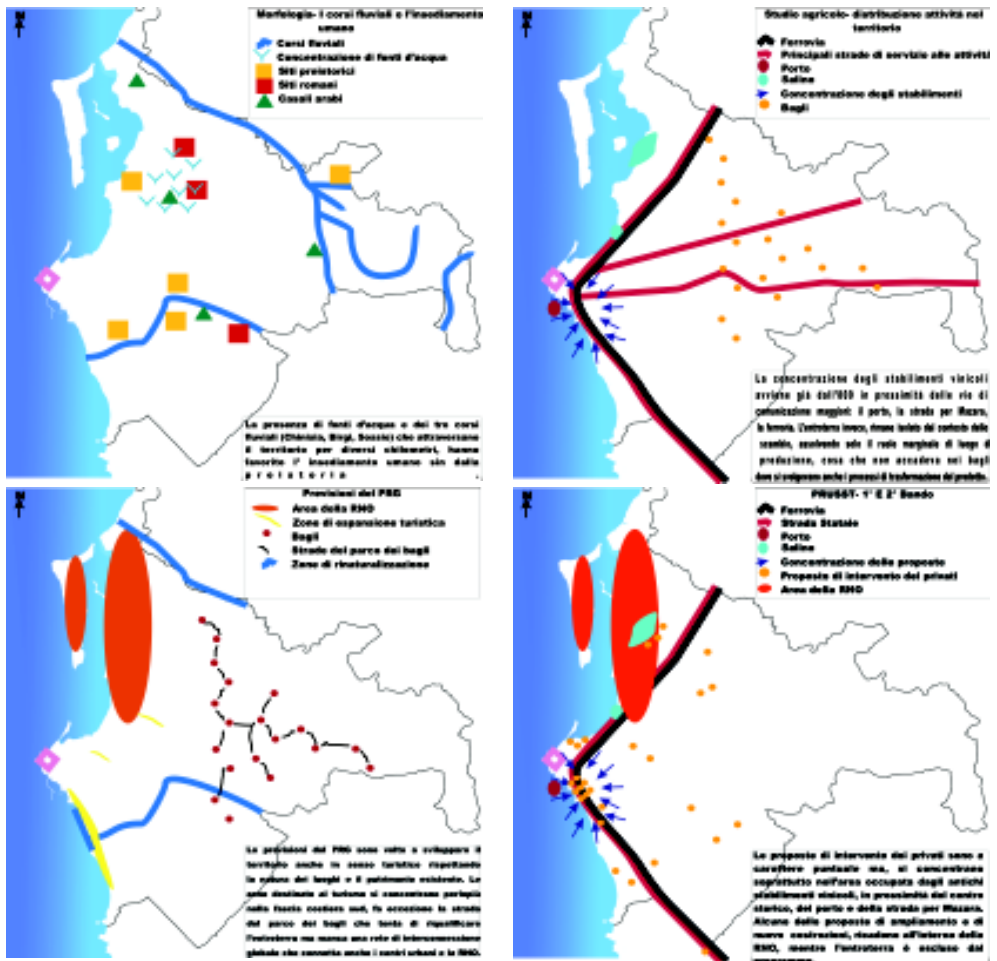 N
Morfologia- I corsi fluviali e l'insediamento
umano
Corsi fluviali
Concentrazione di fonti d'acqua
Siti preistorici
Siti romani
Casali arabi
La presenza di fonti d'acqua e dei tre corsi
fluviali (Chinisia, Birgi, Sossio) che attraversano
il territorio per diversi chilometri, hanno
favorito l' insediamento umano sin dalla
preistoria .
N
Studio agricolo- distribuzione attività nel
territorio
Ferrovia
Principali strade di servizio alle attività
Porto
Saline
Concentrazione degli stabilimenti
Bagli
La concentrazione degli stabilimenti vinicoli
avviene già dall'800 in prossimità delle vie di
comunicazione maggiori: il porto, la strada per Mazara,
la ferrovia. L'entroterra invece, rimane isolato dal contesto dello
scambio, assolvendo solo il ruolo marginale di luogo di
produzione, cosa che non accadeva nei bagli
dove si svolgevano anche i processi di trasformazione del prodotto.
N
Previsioni del PRG
Area della RNO
Zone di espansione turistica
Bagli
Strade del parco dei bagli
Zone di rinaturalizzazione
Le previsioni del PRG sono volte a sviluppare il
territorio anche in senso turistico rispettando
la natura dei luoghi e il patrimonio esistente. Le
aree destinate al turismo si concentrano perlopiù
nella fascia costiera sud, fa eccezione la strada
del parco dei bagli che tenta di riqualificare
l'entroterra ma manca una rete di interconnessione
globale che connetta anche i centri urbani e la RNO.
N
PRUSST- 1° E 2° Bando
Ferrovia
Strada Statale
Porto
Saline
Concentrazione delle proposte
Proposte di intervento dei privati
Area della RNO
Le proposte di intervento dei privati sono a
carattere puntuale ma, si concentrano
soprattutto nell'area occupata dagli antichi
stabilimenti vinicoli, in prossimità del centro
storico, del porto e della strada per Mazara.
Alcune delle proposte di ampliamento e di
nuove costruzioni, ricadono all'interno della
RNO, mentre l'entroterra è escluso dal